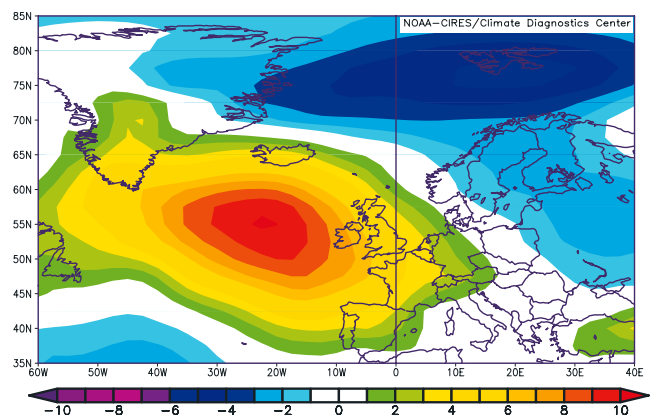 85N
NOAA-CIRES/Climate Diagnostics Center
80N
75N
70N
65N
60N
55N
50N
45N
40N
35N
60W 50W 40W 30W 20W 10W 0 10E 20E 30E 40E
-10 -8 -6 -4 -2 0 2 4 6 8 10